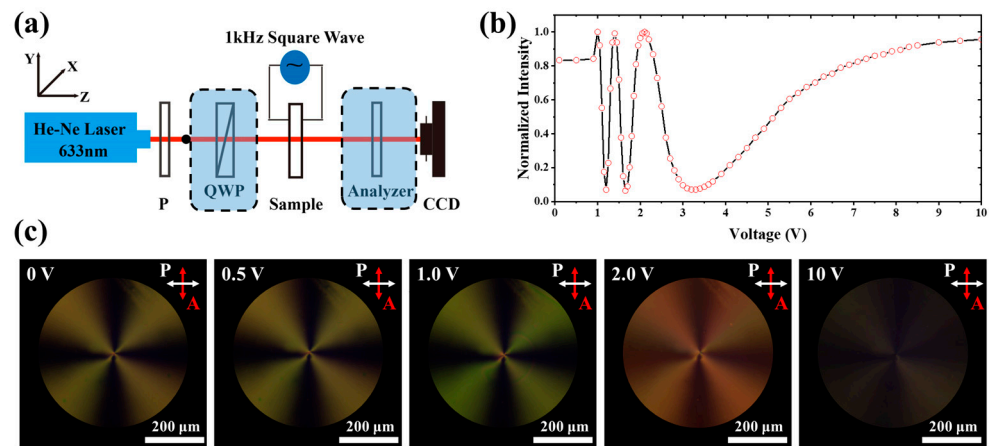 (a)
1kHz Square Wave
~
Y
X
Z
He-Ne Laser
633nm
P
QWP
Sample
Analyzer
CCD
(b)
Normalized Intensity
1.0
0.8
0.6
0.4
0.2
0.0
0 1 2 3 4 5 6 7 8 9 10
Voltage (V)
(c)
0 V
P
A
200 μm
0.5 V
P
A
200 μm
1.0 V
P
A
200 μm
2.0 V
P
A
200 μm
10 V
P
A
200 μm